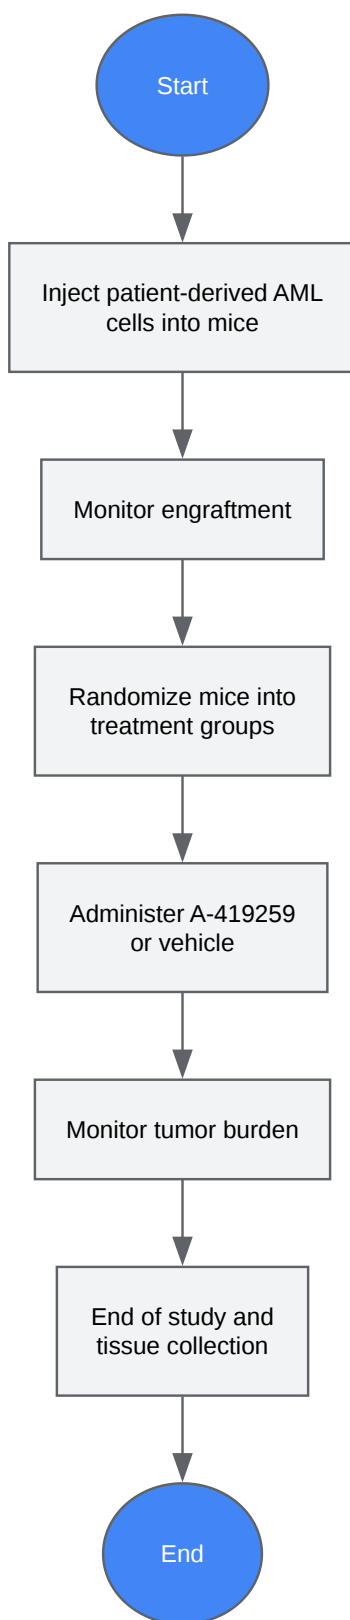 Start
Inject patient-derived AML
cells into mice
Monitor engraftment
Randomize mice into
treatment groups
Administer A-419259
or vehicle
Monitor tumor burden
End of study and
tissue collection
End